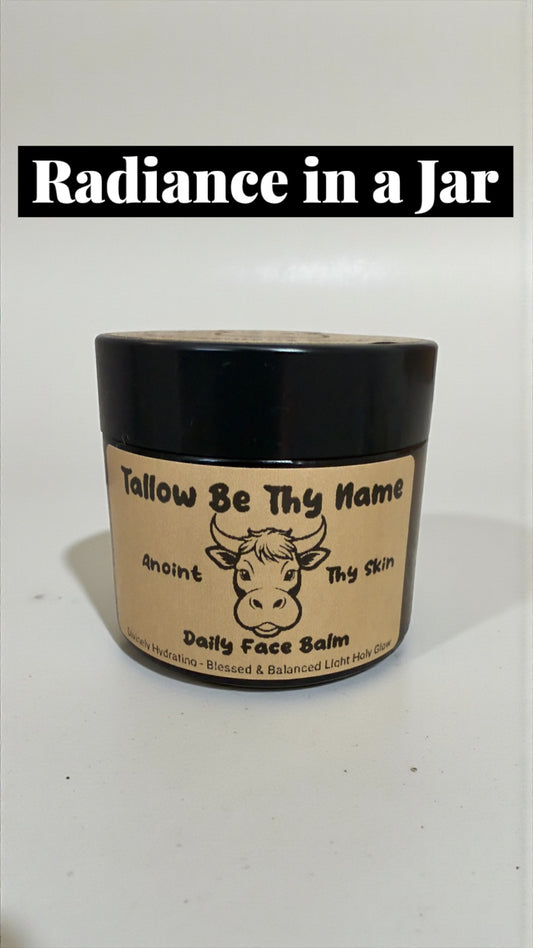 Radiance in a Jar
Tallow Be Thy Name
Anoint Thy Skin
Daily Face Balm
Divinely Hydrating - Blessed & Balanced Light Holy Glow